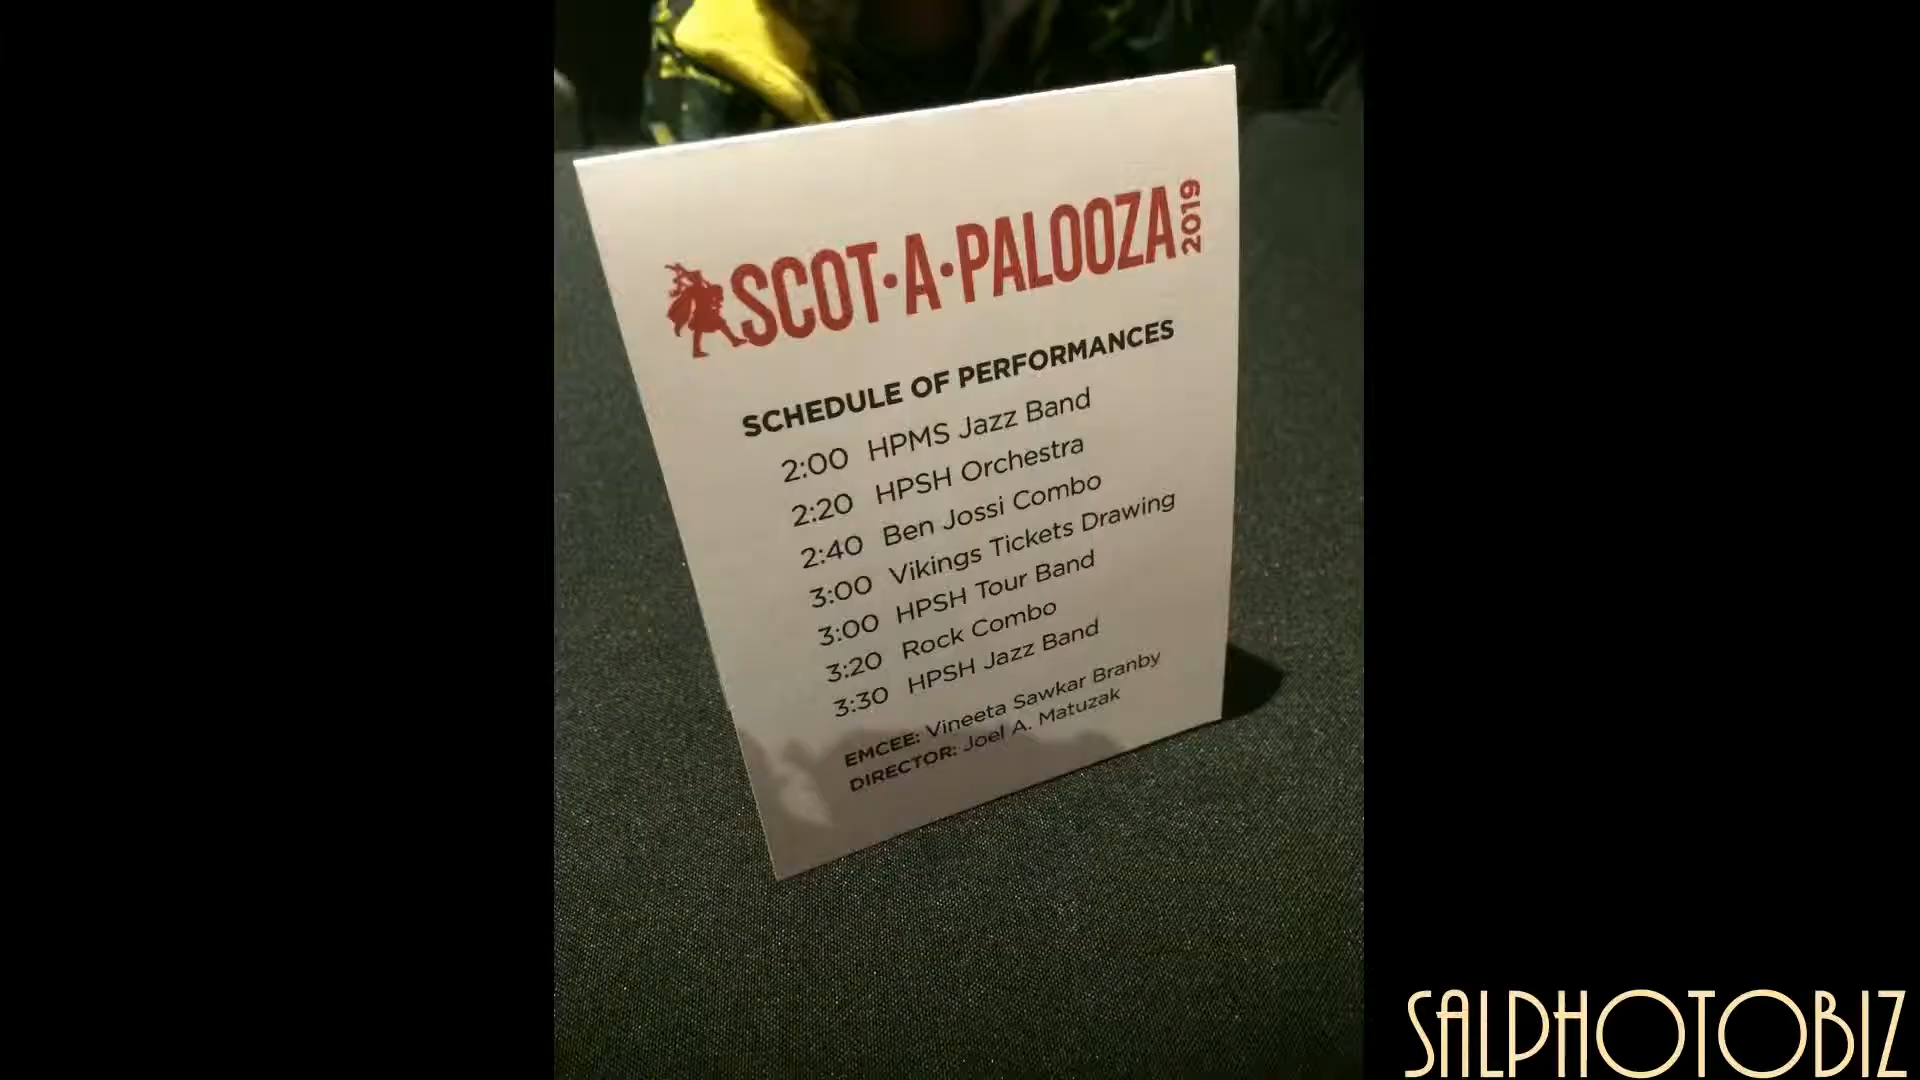 SCOT•A•PALOOZA 2019
SCHEDULE OF PERFORMANCES
2:00 HPMS Jazz Band
2:20 HPSH Orchestra
2:40 Ben Jossi Combo
3:00 Vikings Tickets Drawing
3:00 HPSH Tour Band
3:20 Rock Combo
3:30 HPSH Jazz Band
EMCEE: Vineeta Sawkar Branby
DIRECTOR: Joel A. Matuzak
SALPHOTOBIZ